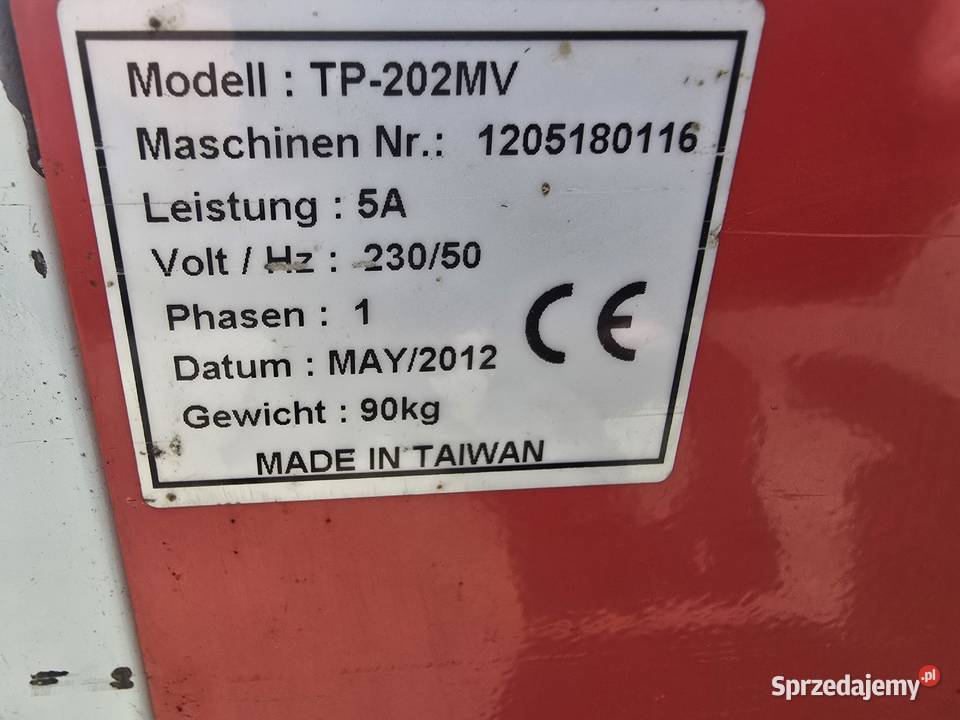 Modell : TP-202MV
Maschinen Nr.: 1205180116
Leistung : 5A
Volt / Hz : 230/50
Phasen : 1
Datum : MAY/2012
Gewicht : 90kg
MADE IN TAIWAN
CE
Sprzedajemy.pl